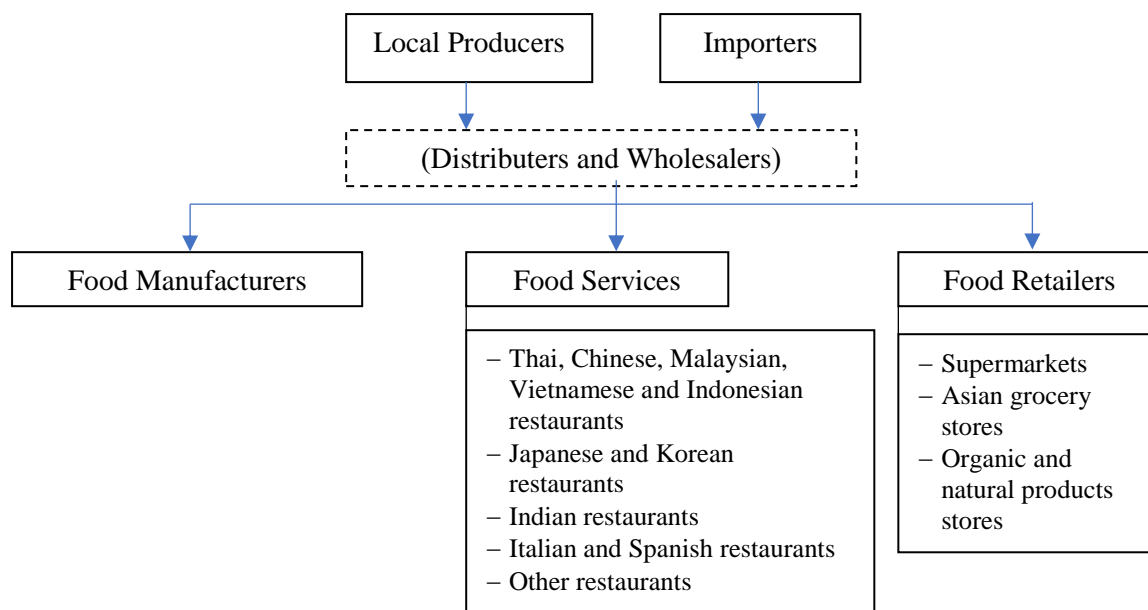 Local Producers
Importers
(Distributers and Wholesalers)
Food Manufacturers
Food Services
Food Retailers
– Thai, Chinese, Malaysian,
Vietnamese and Indonesian
restaurants
– Japanese and Korean
restaurants
– Indian restaurants
– Italian and Spanish restaurants
– Other restaurants
– Supermarkets
– Asian grocery
stores
– Organic and
natural products
stores